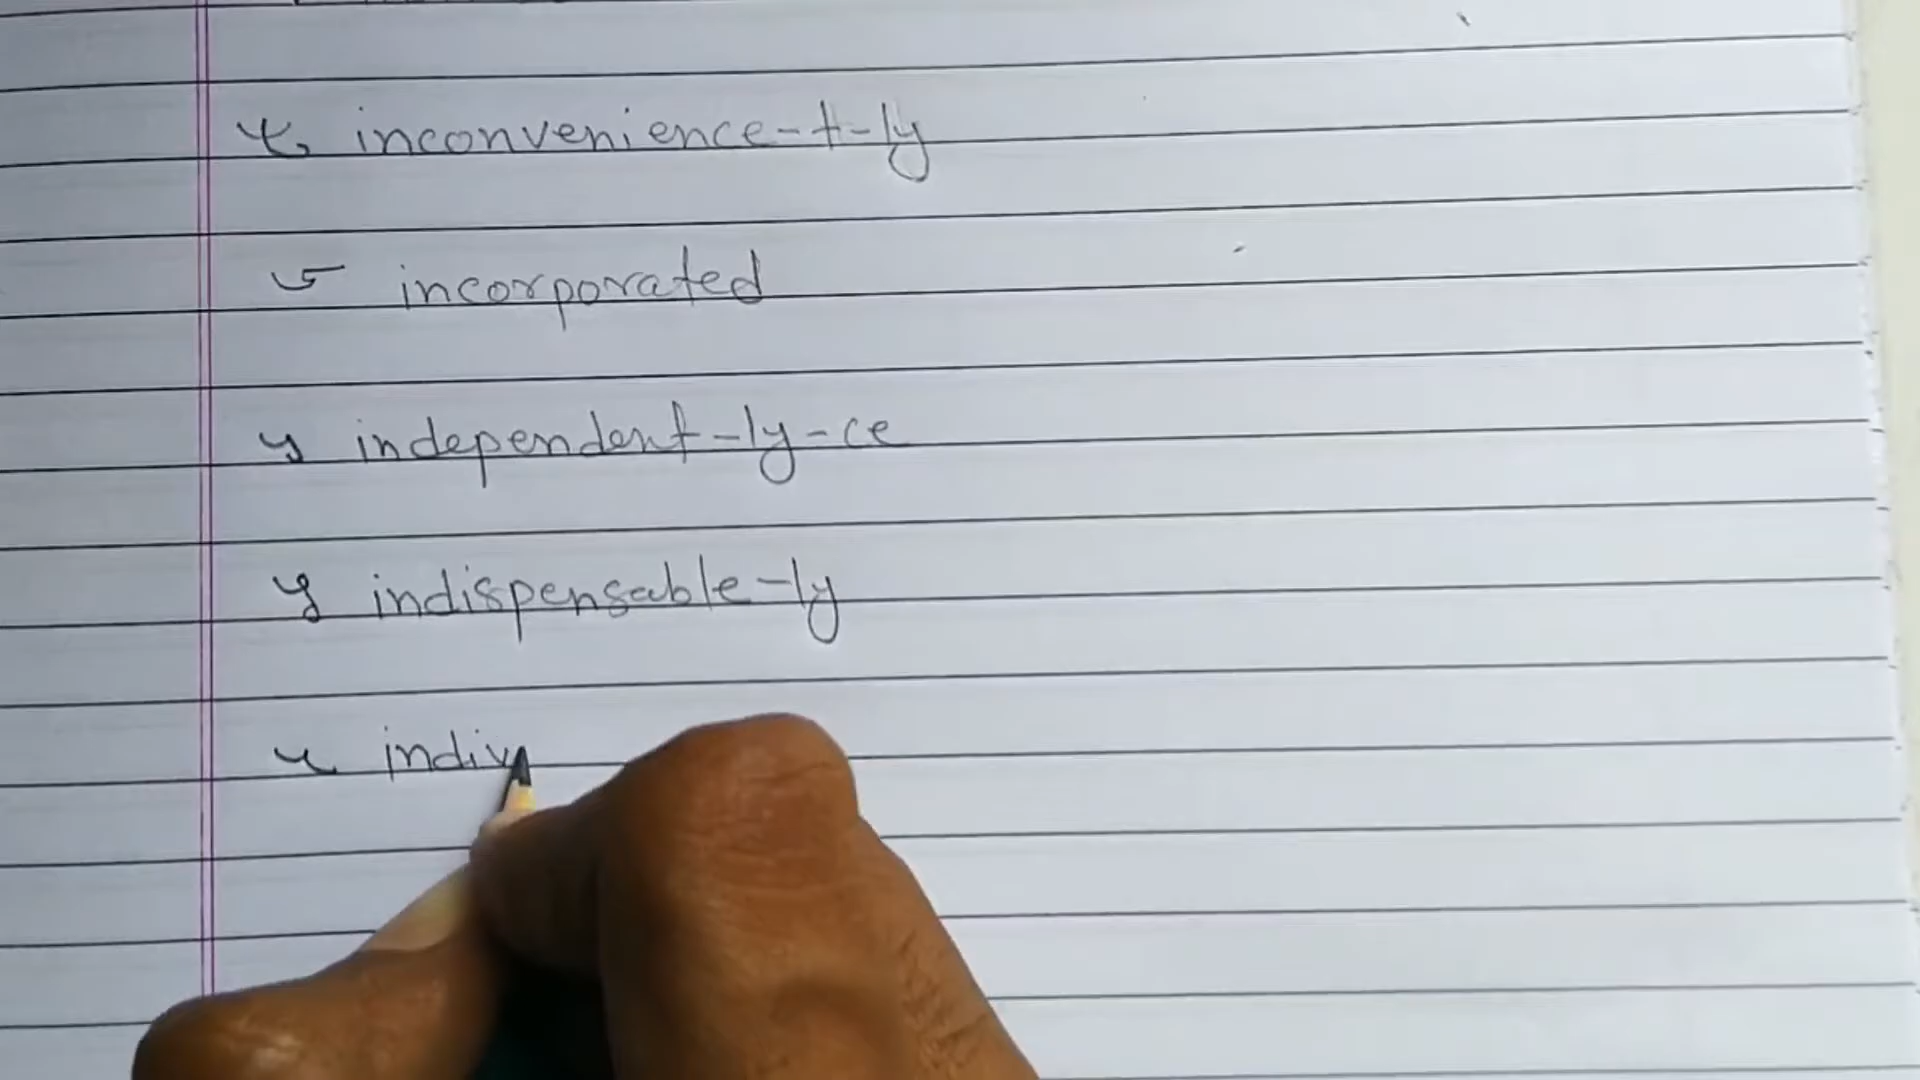 inconvenience-t-ly
incorporated
independent-ly-ce
indispensable-ly
indiv